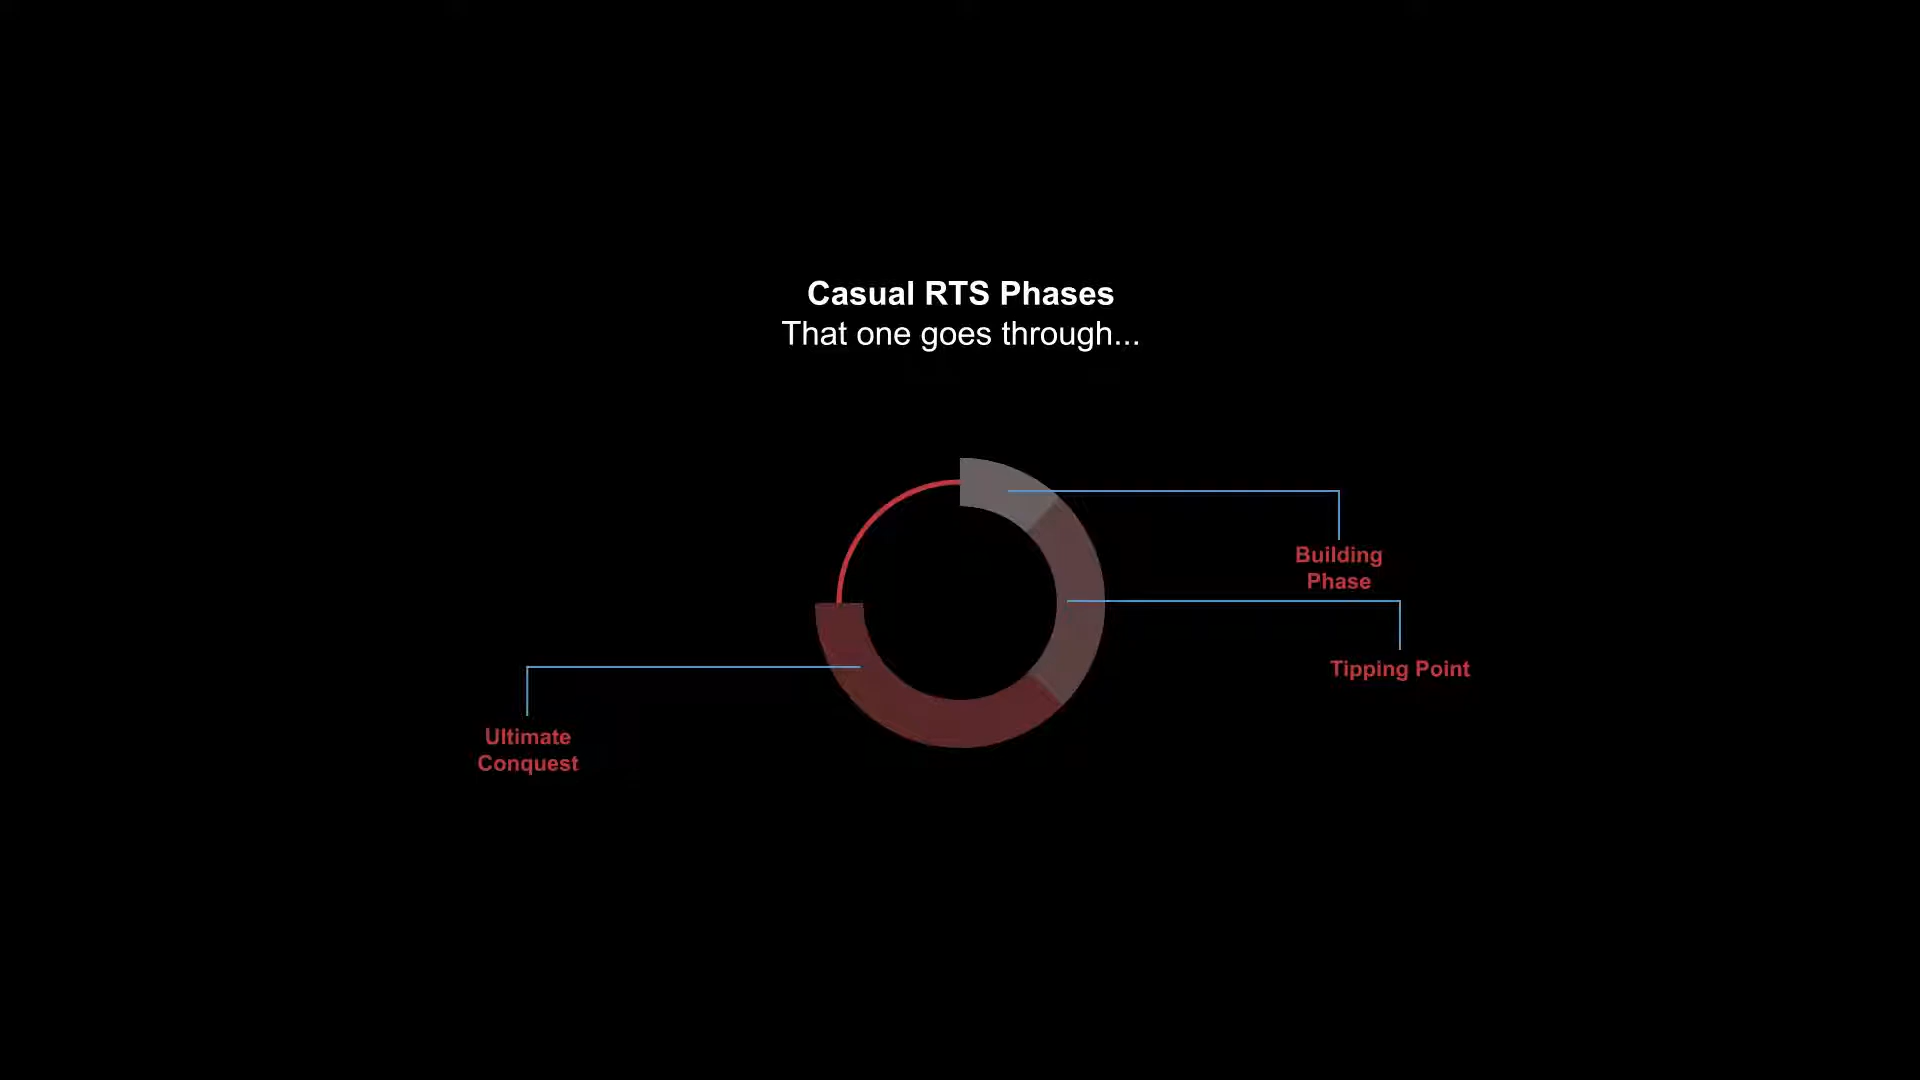 Casual RTS Phases
That one goes through...
Building
Phase
Tipping Point
Ultimate
Conquest